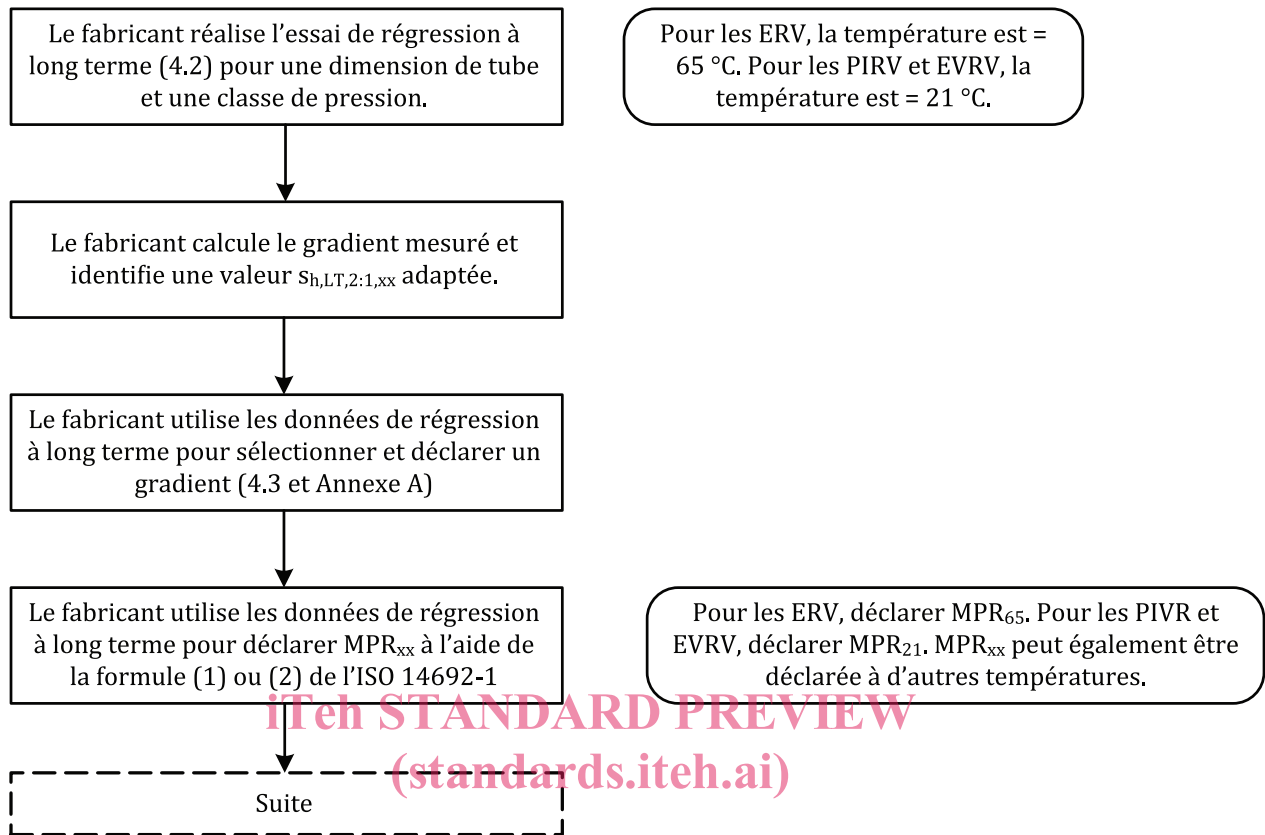 Le fabricant réalise l’essai de régression à
long terme (4.2) pour une dimension de tube
et une classe de pression.
Pour les ERV, la température est =
65 °C. Pour les PIRV et EVRV, la
température est = 21 °C.
Le fabricant calcule le gradient mesuré et
identifie une valeur sh,LT,2:1,xx adaptée.
Le fabricant utilise les données de régression
à long terme pour sélectionner et déclarer un
gradient (4.3 et Annexe A)
Le fabricant utilise les données de régression
à long terme pour déclarer MPRxx à l’aide de
la formule (1) ou (2) de l’ISO 14692-1
Pour les ERV, déclarer MPR65. Pour les PIVR et
EVRV, déclarer MPR21. MPRxx peut également être
déclarée à d’autres températures.
iTeh STANDARD PREVIEW
(standards.iteh.ai)
Suite